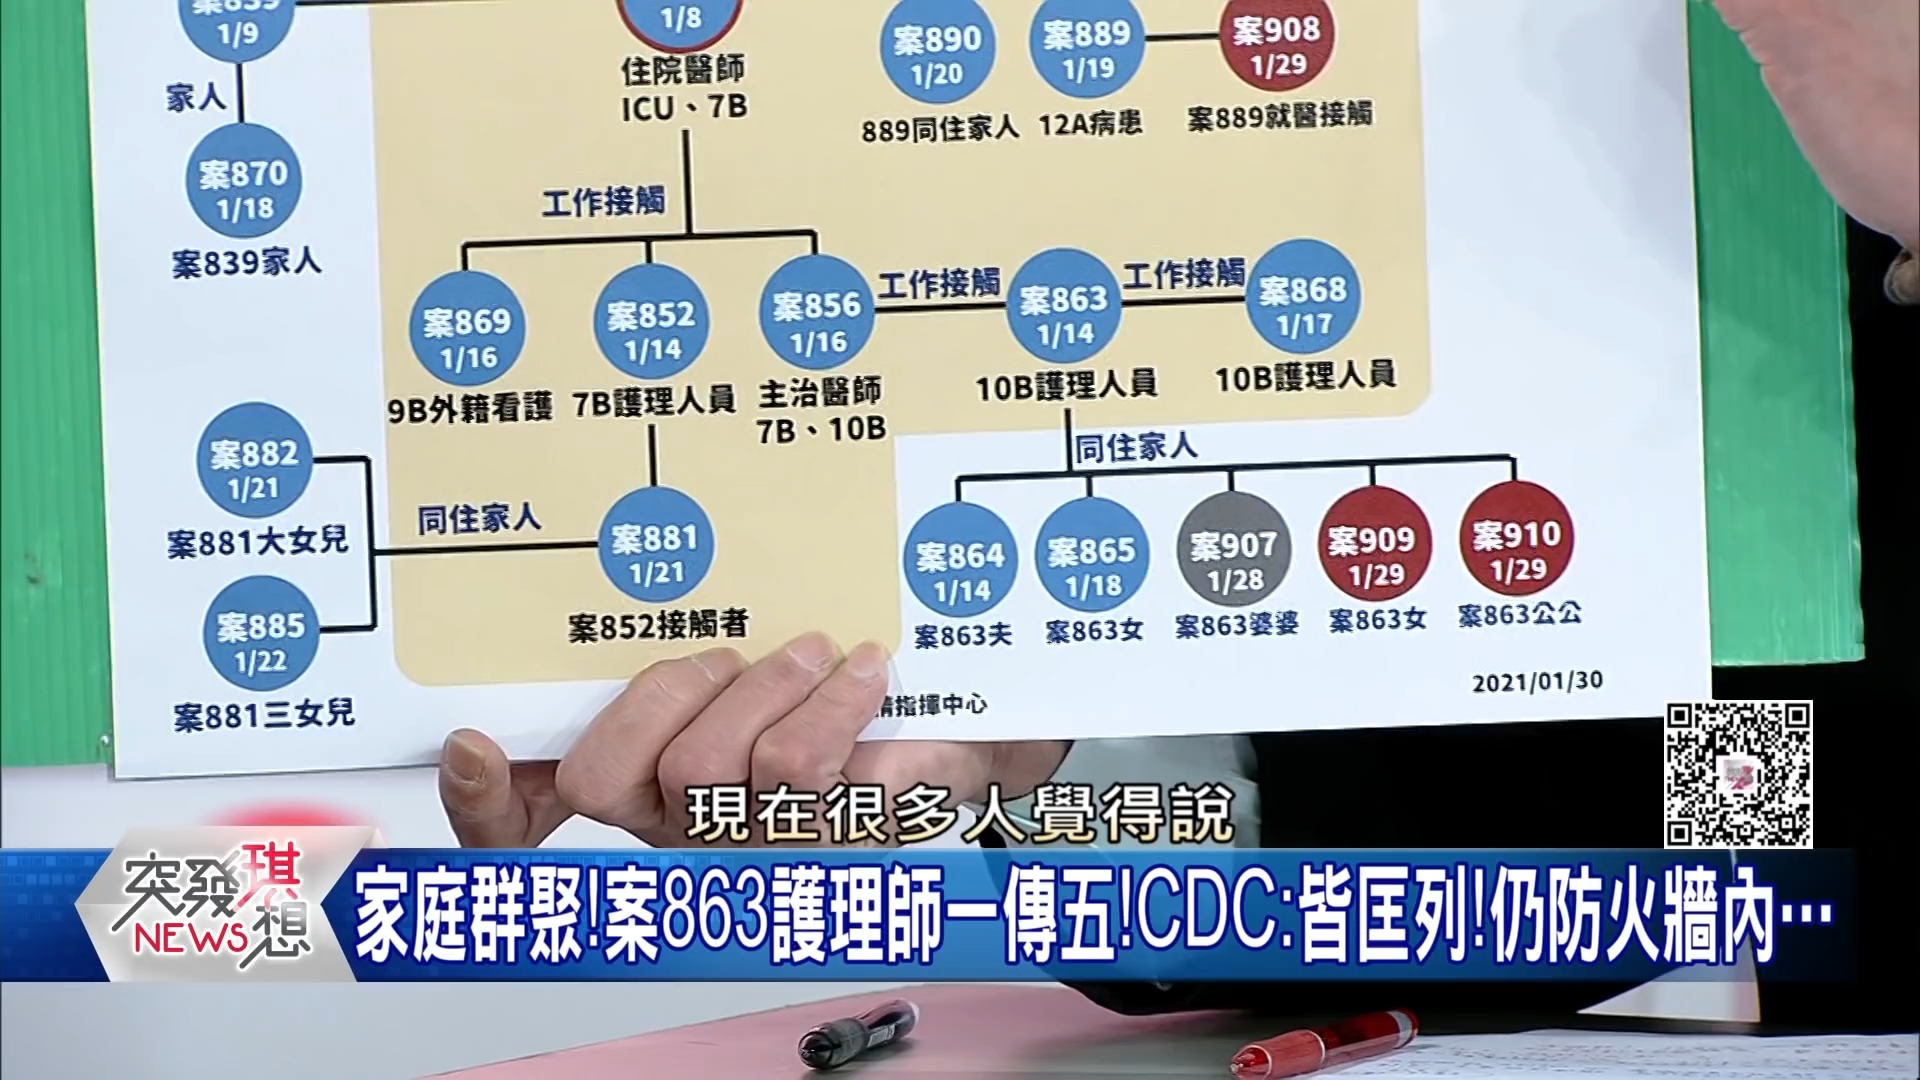 案839
1/9
家人
案870
1/18
案839家人
1/8
住院醫師
ICU、7B
工作接觸
案890
1/20
889同住家人
案889
1/19
12A病患
案908
1/29
案889就醫接觸
案869
1/16
9B外籍看護
案852
1/14
7B護理人員
案856
1/16
主治醫師
7B、10B
工作接觸
案863
1/14
10B護理人員
工作接觸
案868
1/17
10B護理人員
案882
1/21
案881大女兒
案885
1/22
案881三女兒
同住家人
案881
1/21
案852接觸者
同住家人
案864
1/14
案863夫
案865
1/18
案863女
案907
1/28
案863婆婆
案909
1/29
案863女
案910
1/29
案863公公
情指揮中心
2021/01/30
現在很多人覺得說
突發琪想
NEWS
家庭群聚!案863護理師一傳五!CDC:皆匡列!仍防火牆內…